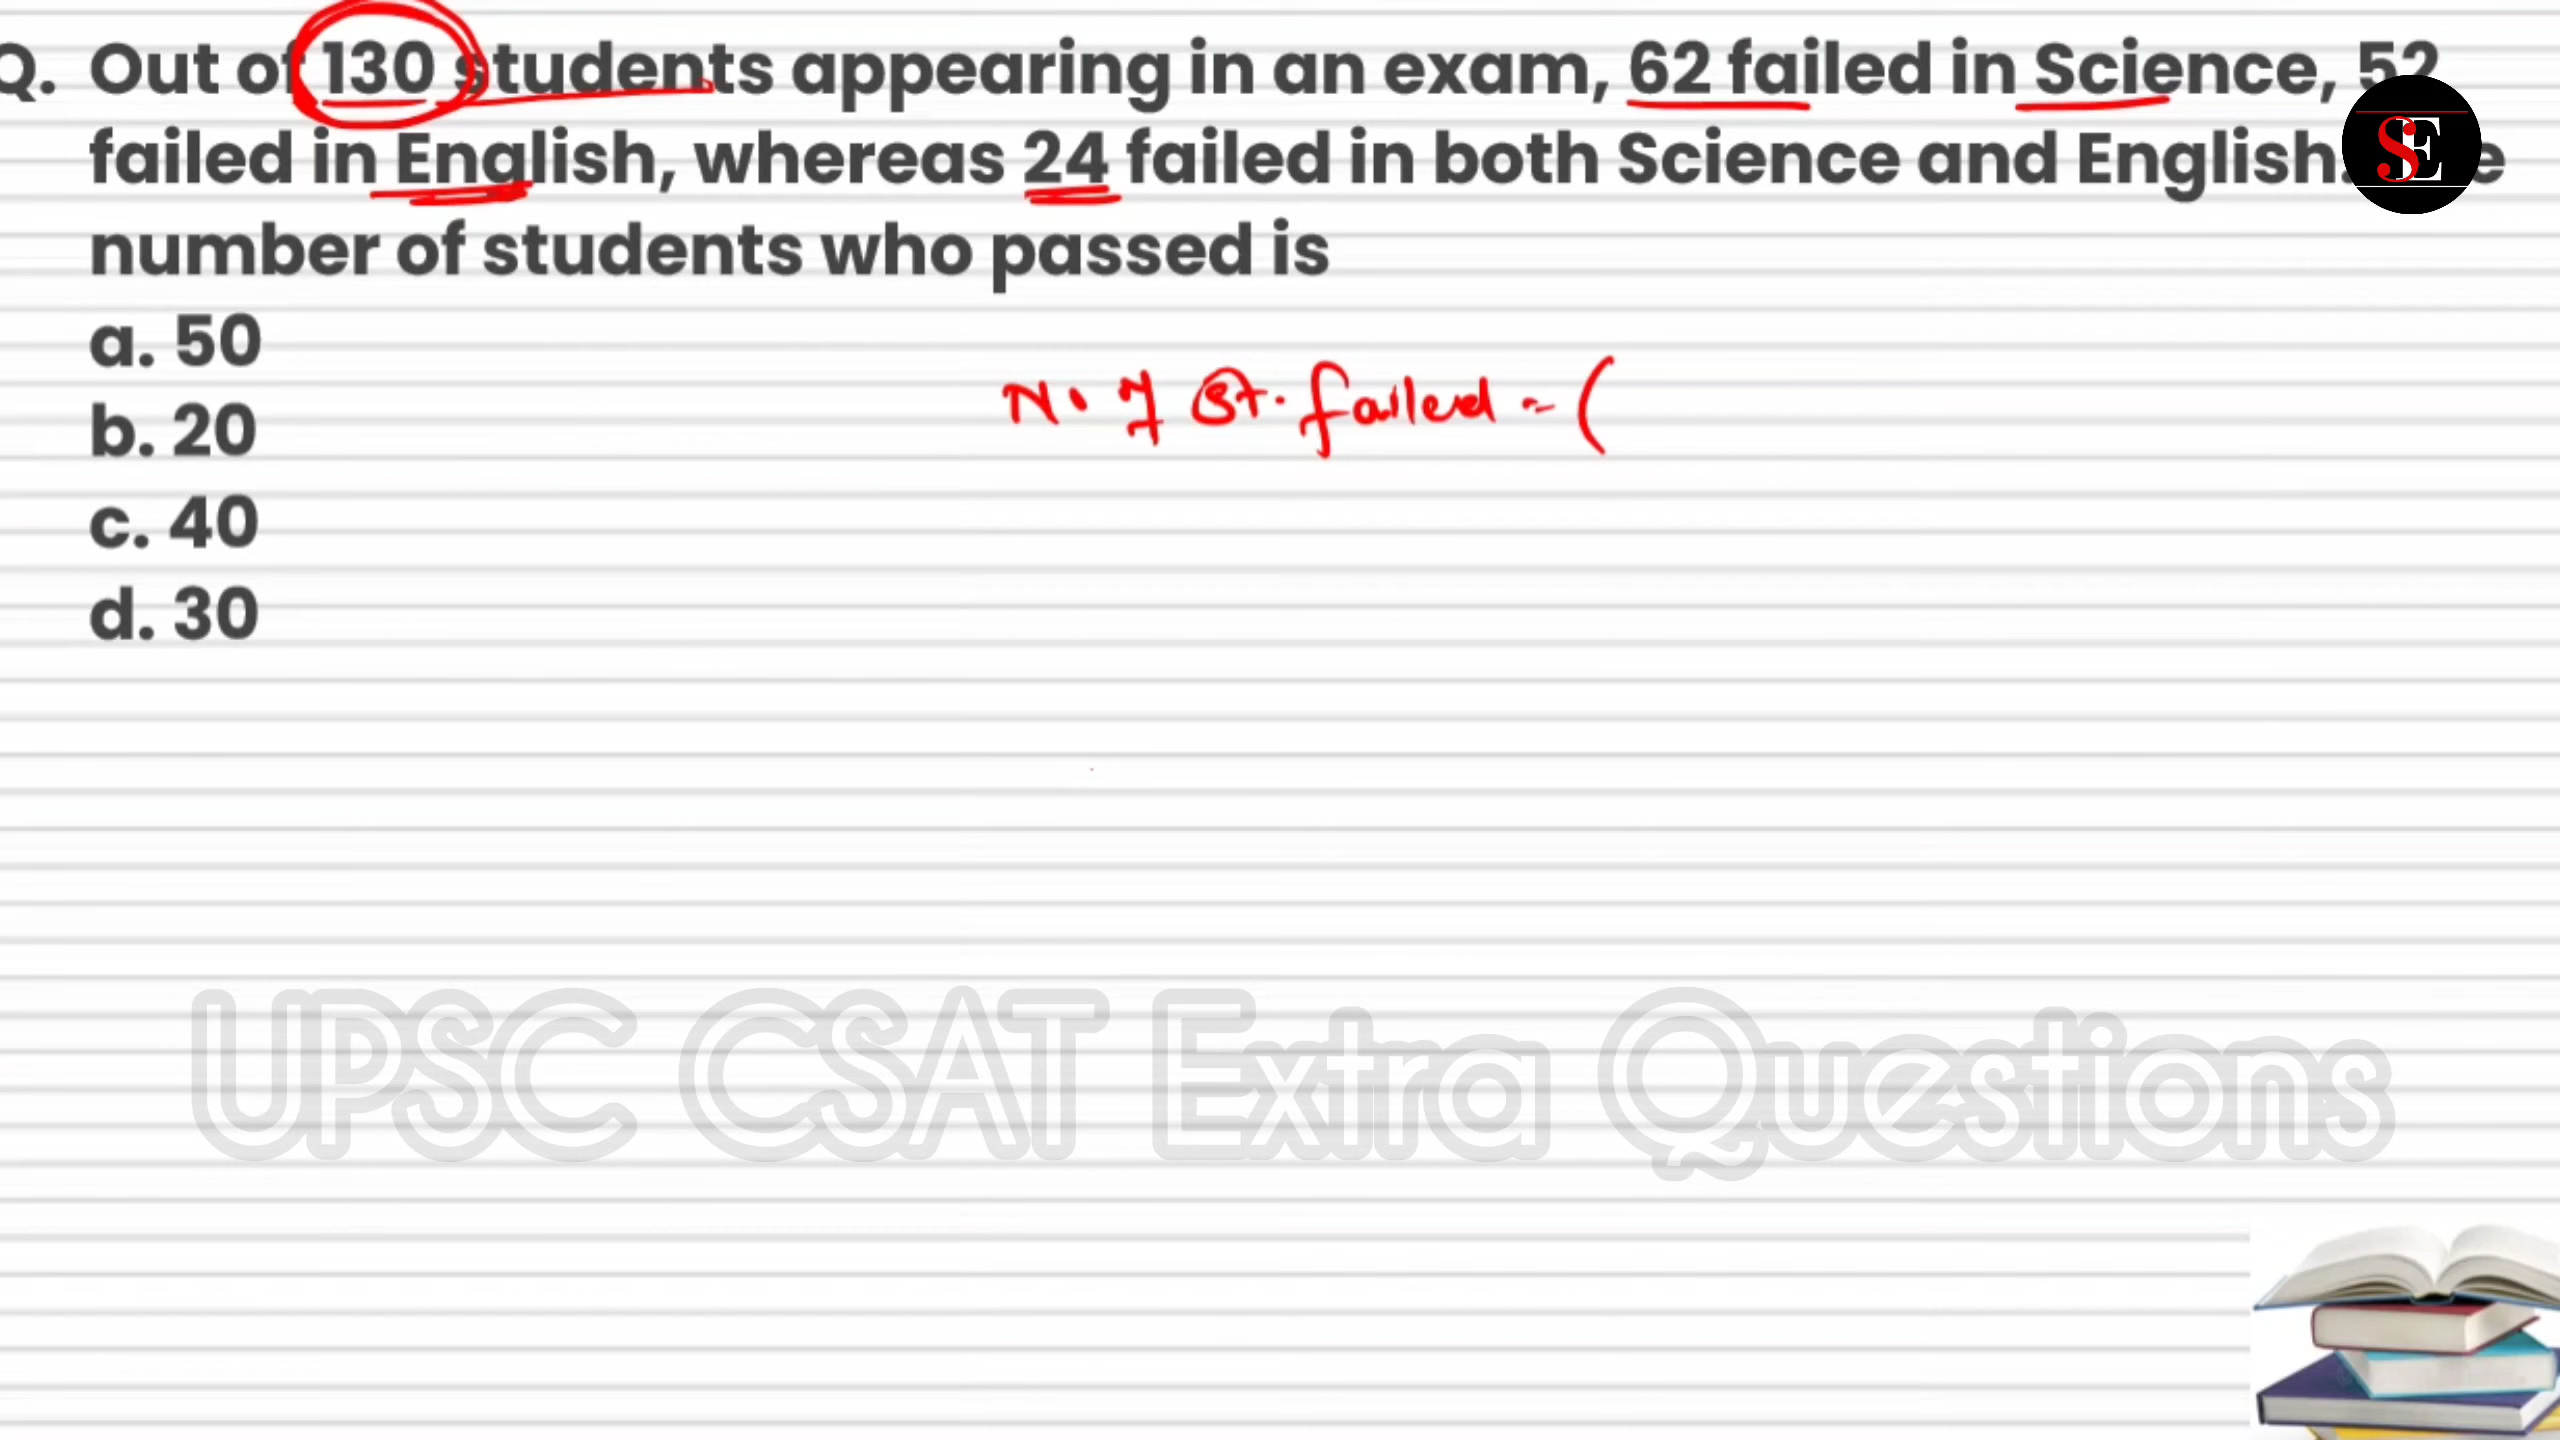 Q. Out of 130 students appearing in an exam, 62 failed in Science, 52
failed in English, whereas 24 failed in both Science and English. e
number of students who passed is
a. 50
b. 20
c. 40
d. 30
N. of St. failed = (
SE
UPSC CSAT Extra Questions